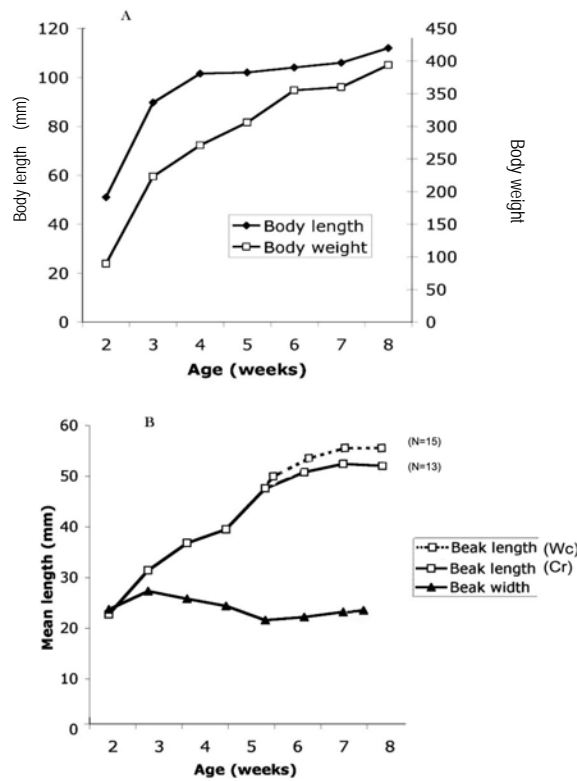 A
120
100
80
60
40
20
0
Body length (mm)
450
400
350
300
250
200
150
100
50
0
Body weight
Body length
Body weight
2 3 4 5 6 7 8
Age (weeks)
B
60
50
40
30
20
10
0
Mean length (mm)
(N=15)
(N=13)
Beak length (Wc)
Beak length (Cr)
Beak width
2 3 4 5 6 7 8
Age (weeks)